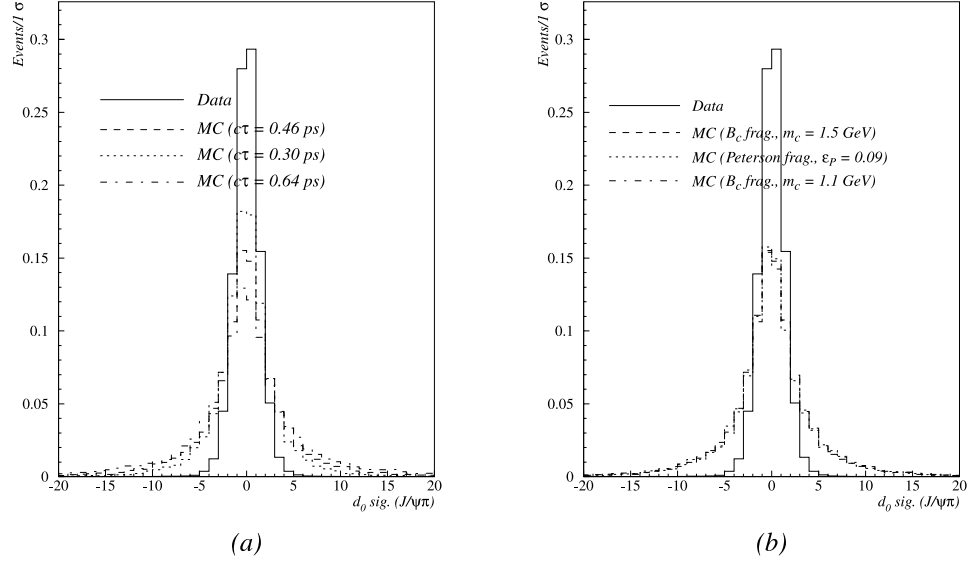 Events/1 σ
0.3
0.25
0.2
0.15
0.1
0.05
0
Data
MC (cτ = 0.46 ps)
MC (cτ = 0.30 ps)
MC (cτ = 0.64 ps)
-20 -15 -10 -5 0 5 10 15 20
d0 sig. (J/ψπ)
(a)
Events/1 σ
0.3
0.25
0.2
0.15
0.1
0.05
0
Data
MC (Bc frag., mc = 1.5 GeV)
MC (Peterson frag., εP = 0.09)
MC (Bc frag., mc = 1.1 GeV)
-20 -15 -10 -5 0 5 10 15 20
d0 sig. (J/ψπ)
(b)